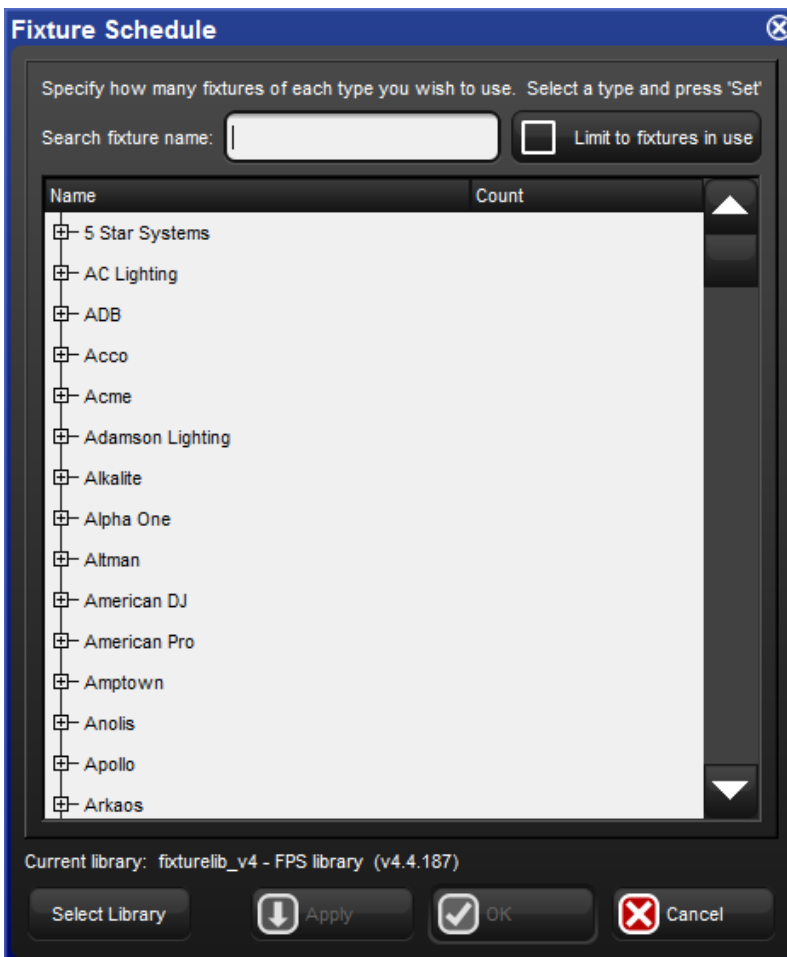 Fixture Schedule
Specify how many fixtures of each type you wish to use. Select a type and press 'Set'
Search fixture name:
Limit to fixtures in use
Name Count
5 Star Systems
AC Lighting
ADB
Acco
Acme
Adamson Lighting
Alkalite
Alpha One
Altman
American DJ
American Pro
Amptown
Anolis
Apollo
Arkaos
Current library: fixturelib_v4 - FPS library (v4.4.187)
Select Library Apply OK Cancel